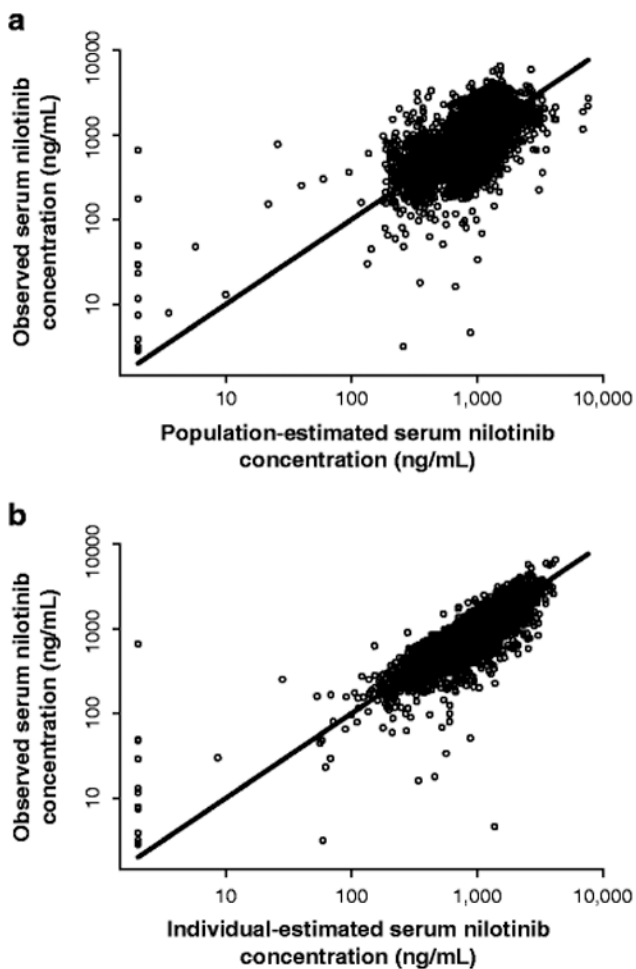 a
Observed serum nilotinib
concentration (ng/mL)
10000
1000
100
10
10
100
1,000
10,000
Population-estimated serum nilotinib
concentration (ng/mL)
b
Observed serum nilotinib
concentration (ng/mL)
10000
1000
100
10
10
100
1,000
10,000
Individual-estimated serum nilotinib
concentration (ng/mL)